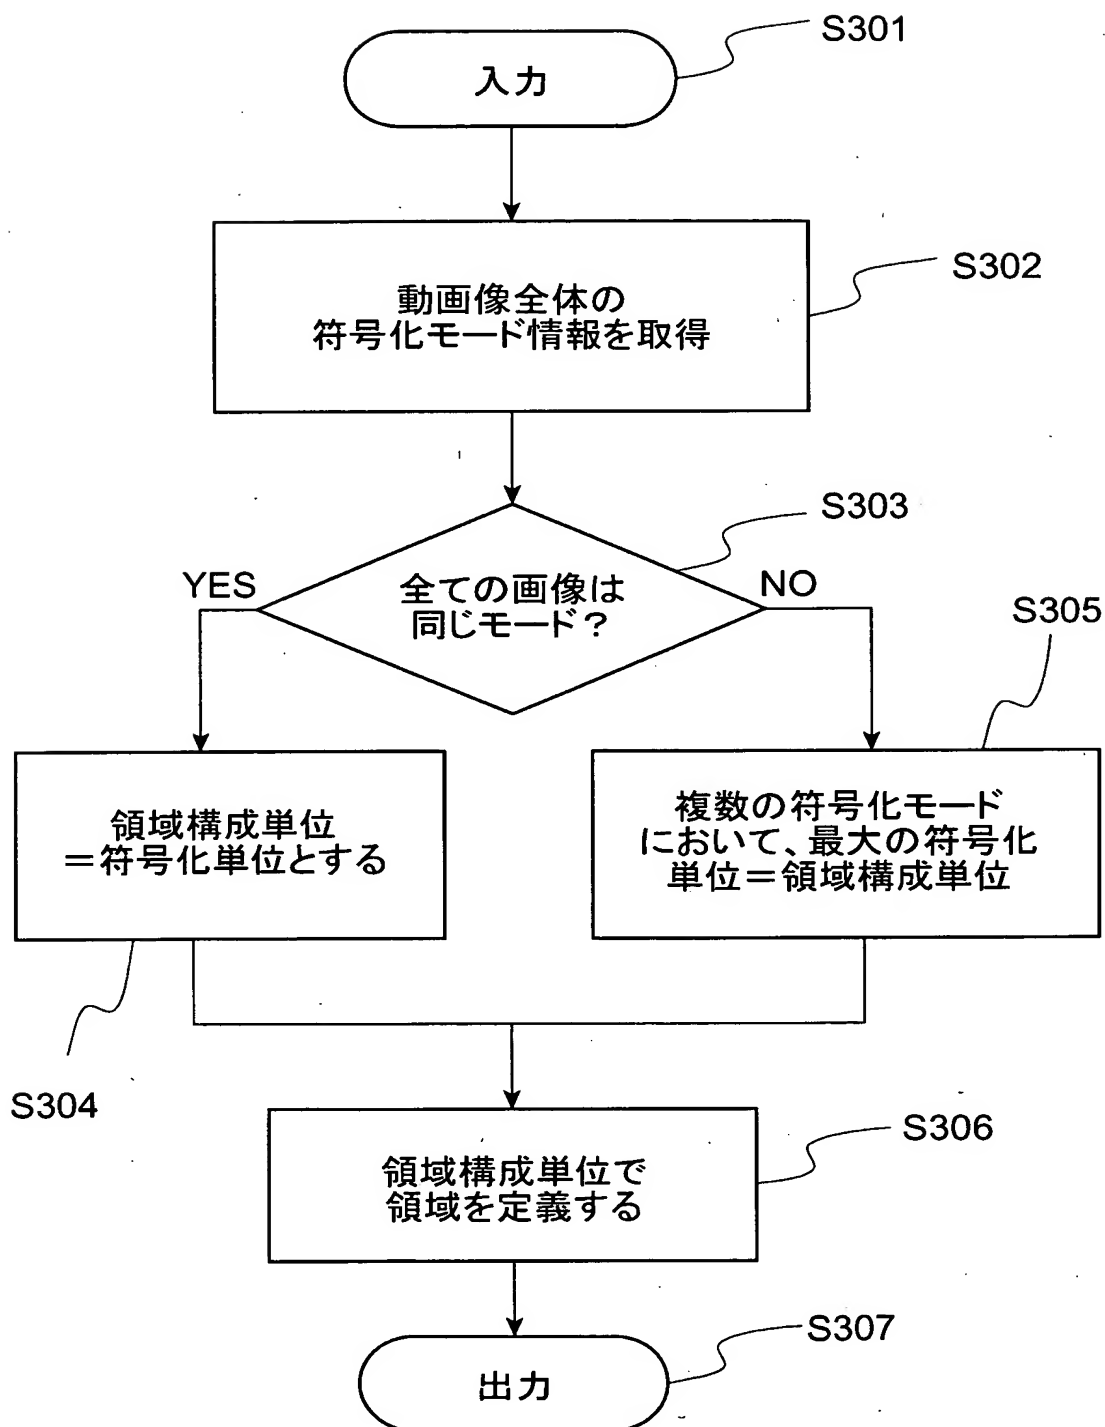 S301
入力
S302
動画像全体の
符号化モード情報を取得
S303
YES
全ての画像は
同じモード?
NO
S305
領域構成単位
=符号化単位とする
複数の符号化モード
において、最大の符号化
単位=領域構成単位
S304
S306
領域構成単位で
領域を定義する
S307
出力